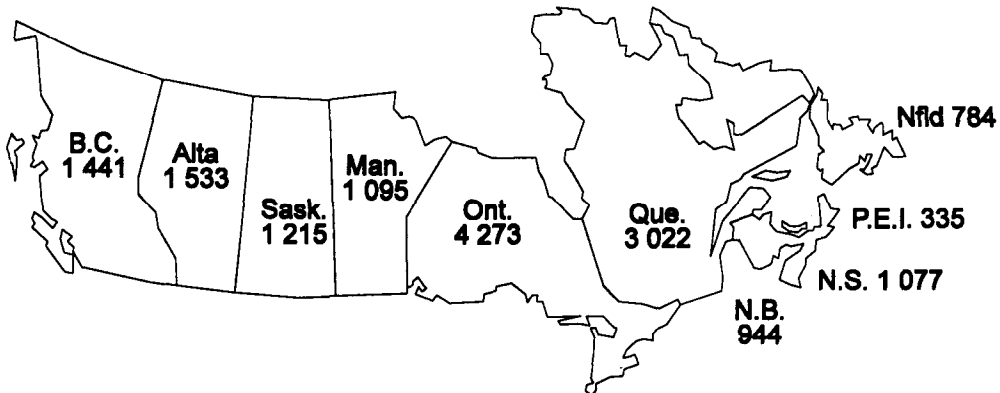 B.C.
1 441
Alta
1 533
Sask.
1 215
Man.
1 095
Ont.
4 273
Que.
3 022
Nfld 784
P.E.I. 335
N.S. 1 077
N.B.
944